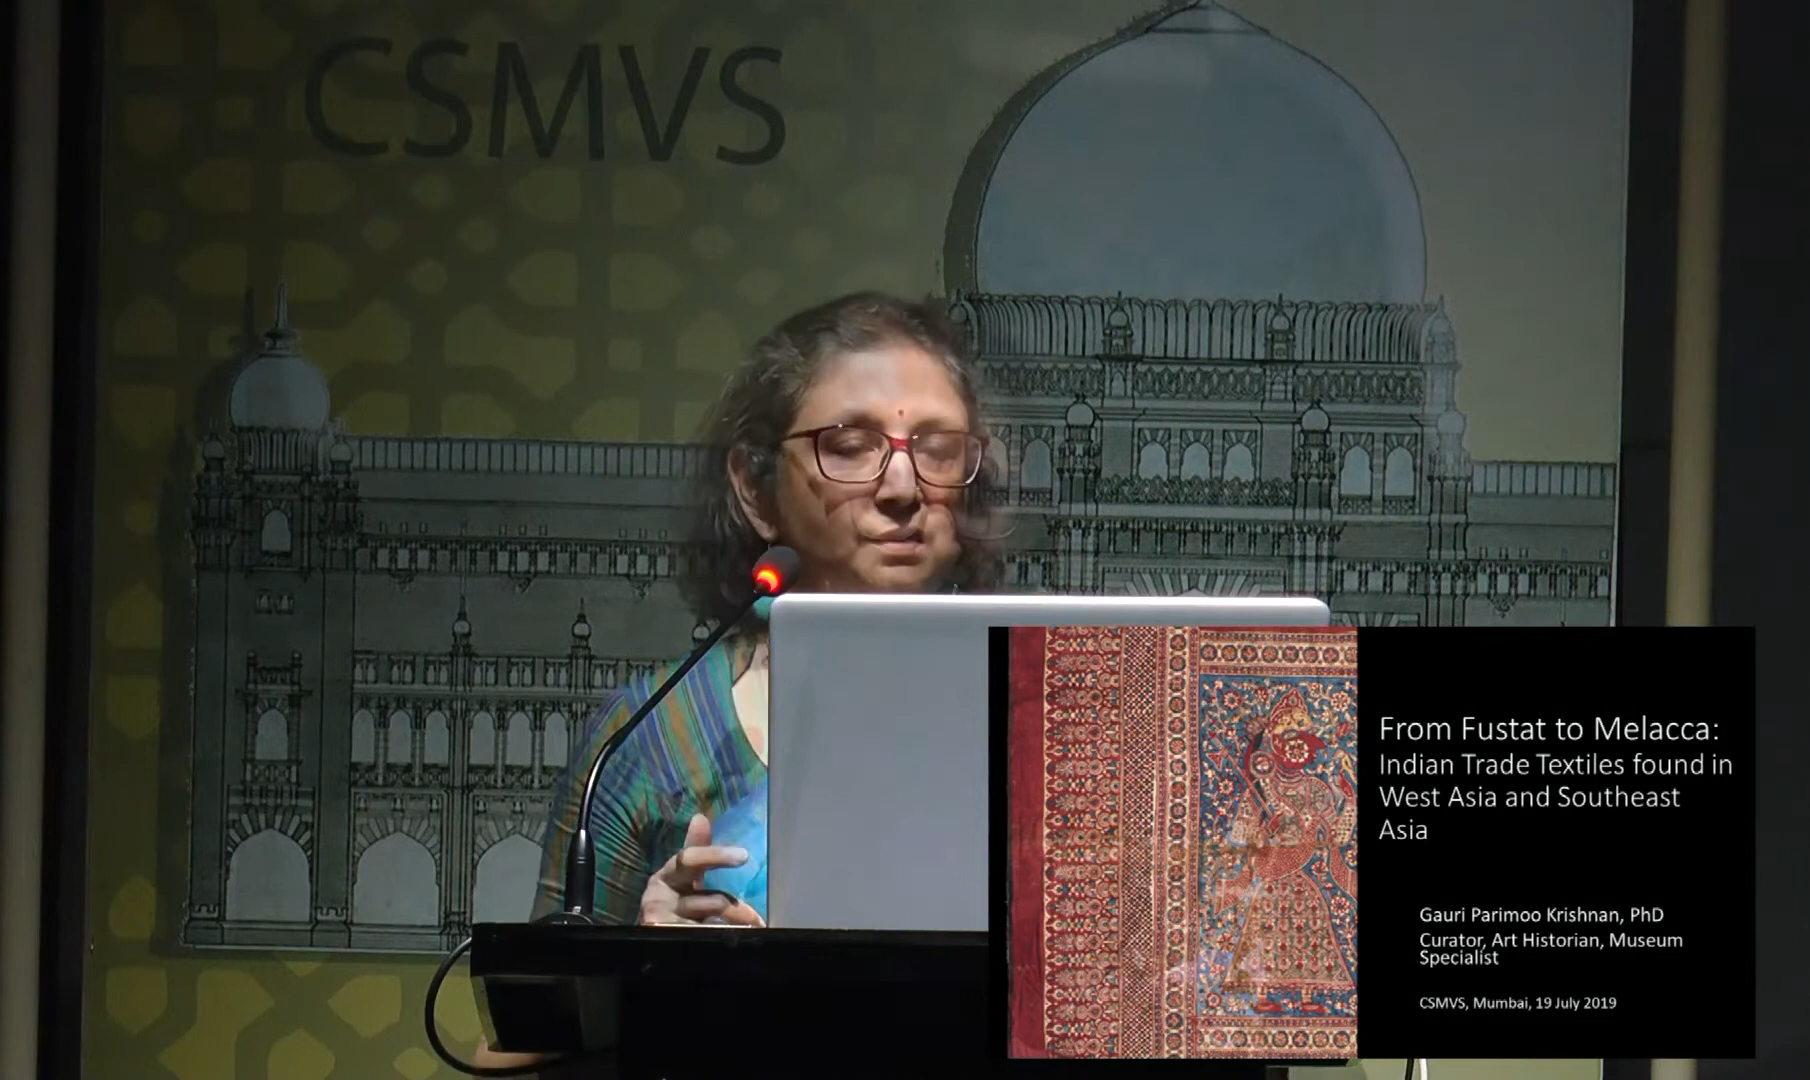 CSMVS
From Fustat to Melacca:
Indian Trade Textiles found in
West Asia and Southeast
Asia
Gauri Parimoo Krishnan, PhD
Curator, Art Historian, Museum
Specialist
CSMVS, Mumbai, 19 July 2019